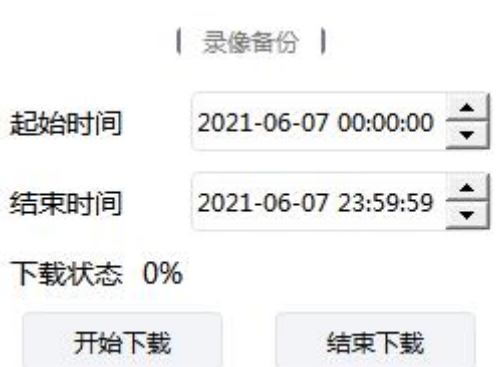 录像备份
起始时间 2021-06-07 00:00:00
结束时间 2021-06-07 23:59:59
下载状态 0%
开始下载 结束下载